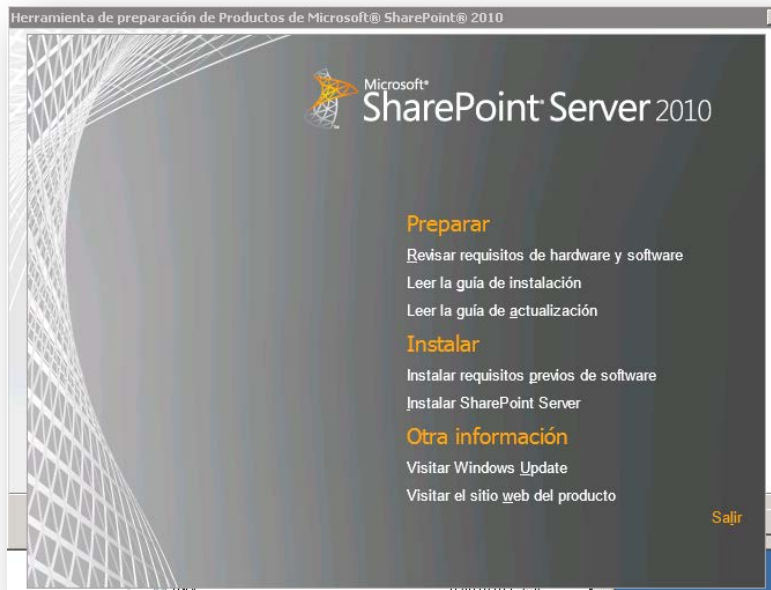 Herramienta de preparación de Productos de Microsoft® SharePoint® 2010
Microsoft®
SharePoint® Server 2010
Preparar
Revisar requisitos de hardware y software
Leer la guía de instalación
Leer la guía de actualización
Instalar
Instalar requisitos previos de software
Instalar SharePoint Server
Otra información
Visitar Windows Update
Visitar el sitio web del producto
Salir